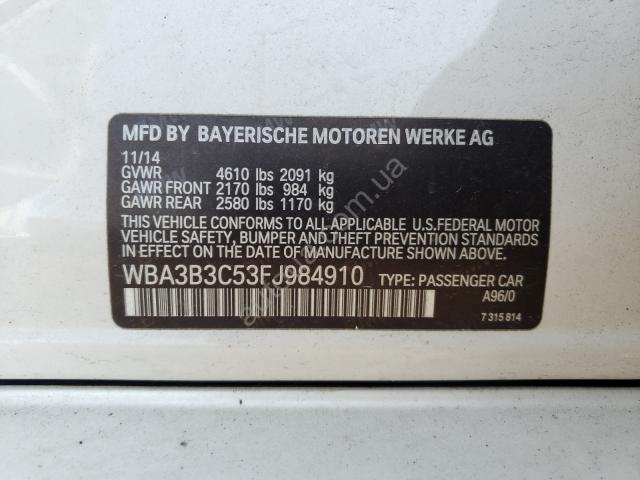 MFD BY BAYERISCHE MOTOREN WERKE AG
11/14
GVWR 4610 lbs 2091 kg
GAWR FRONT 2170 lbs 984 kg
GAWR REAR 2580 lbs 1170 kg
THIS VEHICLE CONFORMS TO ALL APPLICABLE U.S.FEDERAL MOTOR
VEHICLE SAFETY, BUMPER AND THEFT PREVENTION STANDARDS
IN EFFECT ON THE DATE OF MANUFACTURE SHOWN ABOVE.
WBA3B3C53FJ984910 TYPE: PASSENGER CAR
A96/0
7 315 814